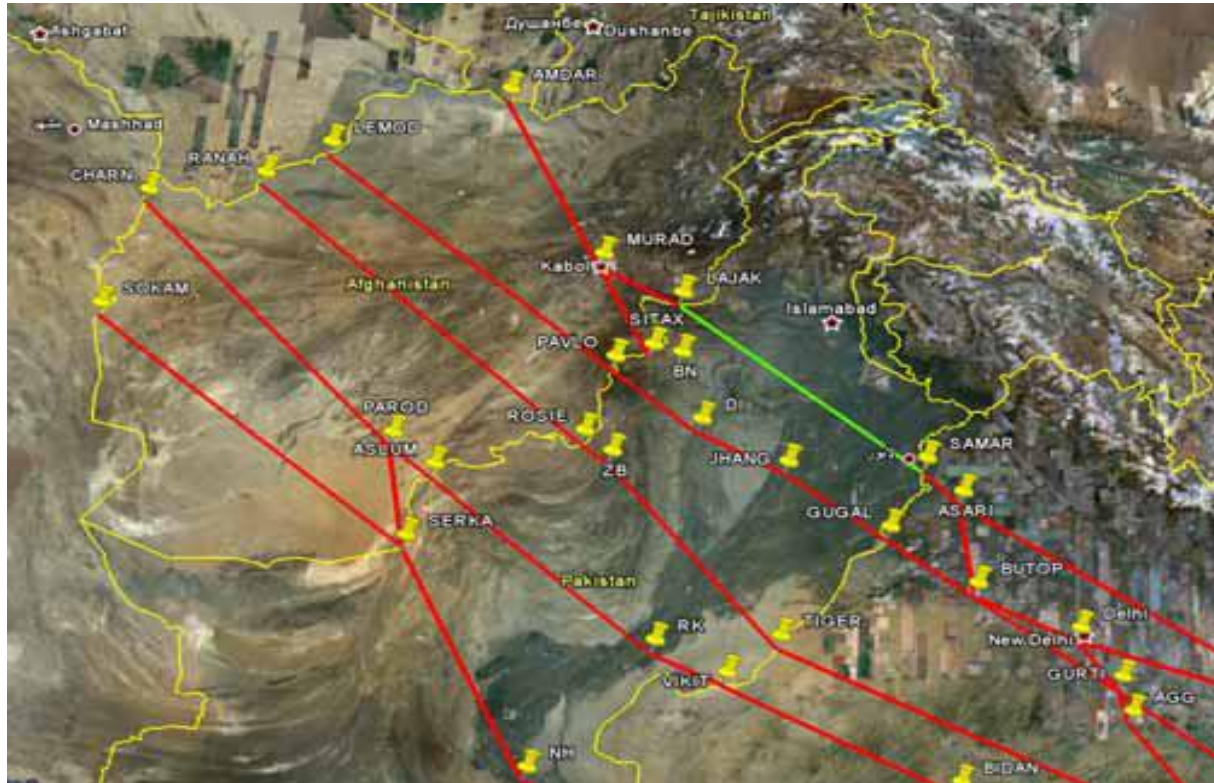 Душанбе
Tajikistan
Ashgabat
Dushanbe
AMDAR
Mashhad
LEMOD
RANAH
CHARN
MURAD
Kabol
LAJAK
SOKAM
Afghanistan
Islamabad
SITAX
PAVLO
BN
DI
PAROD
ROSIE
ASLUM
ZB
JHANG
SAMAR
GUGAL
ASARI
SERKA
BUTOP
Pakistan
RK
TIGER
Delhi
New Delhi
VIKIT
GURTI
AGG
NH
BIDAN